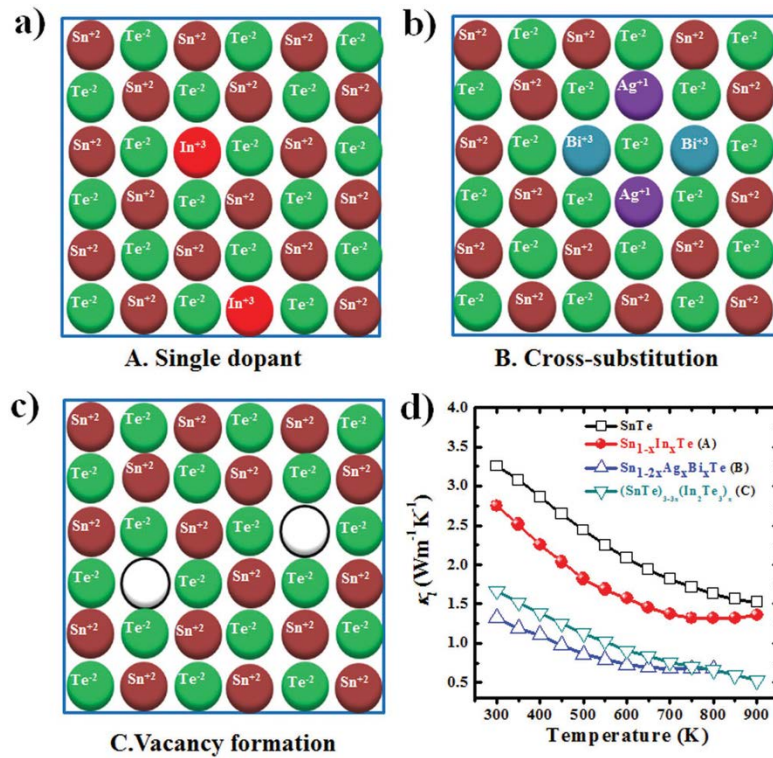 a)
Sn⁺² Te⁻² Sn⁺² Te⁻² Sn⁺² Te⁻²
Te⁻² Sn⁺² Te⁻² Sn⁺² Te⁻² Sn⁺²
Sn⁺² Te⁻² In⁺³ Te⁻² Sn⁺² Te⁻²
Te⁻² Sn⁺² Te⁻² Sn⁺² Te⁻² Sn⁺²
Sn⁺² Te⁻² Sn⁺² Te⁻² Sn⁺² Te⁻²
Te⁻² Sn⁺² Te⁻² In⁺³ Te⁻² Sn⁺²
A. Single dopant
b)
Sn⁺² Te⁻² Sn⁺² Te⁻² Sn⁺² Te⁻²
Te⁻² Sn⁺² Te⁻² Ag⁺¹ Te⁻² Sn⁺²
Sn⁺² Te⁻² Bi⁺³ Te⁻² Bi⁺³ Te⁻²
Te⁻² Sn⁺² Te⁻² Ag⁺¹ Te⁻² Sn⁺²
Sn⁺² Te⁻² Sn⁺² Te⁻² Sn⁺² Te⁻²
Te⁻² Sn⁺² Te⁻² Sn⁺² Te⁻² Sn⁺²
B. Cross-substitution
c)
Sn⁺² Te⁻² Sn⁺² Te⁻² Sn⁺² Te⁻²
Te⁻² Sn⁺² Te⁻² Sn⁺² Te⁻² Sn⁺²
Sn⁺² Te⁻² Sn⁺² Te⁻² Te⁻²
Te⁻² Te⁻² Sn⁺² Te⁻² Sn⁺²
Sn⁺² Te⁻² Sn⁺² Te⁻² Sn⁺² Te⁻²
Te⁻² Sn⁺² Te⁻² Sn⁺² Te⁻² Sn⁺²
C.Vacancy formation
d)
SnTe
Sn₁₋ₓInₓTe (A)
Sn₁₋₂ₓAgₓBiₓTe (B)
(SnTe)₃₋₃ₓ(In₂Te₃)ₓ (C)
κₗ (Wm⁻¹K⁻¹)
4.0
3.5
3.0
2.5
2.0
1.5
1.0
0.5
300 400 500 600 700 800 900
Temperature (K)